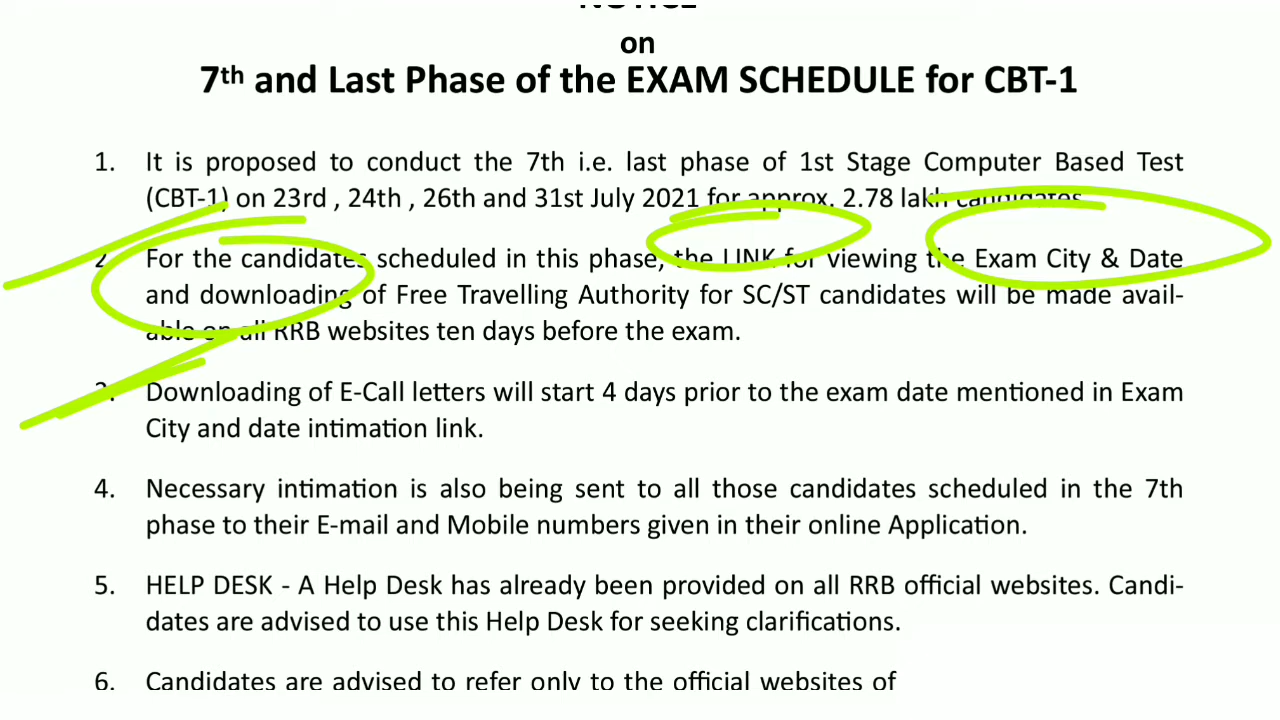 NOTICE
on
7th and Last Phase of the EXAM SCHEDULE for CBT-1
1. It is proposed to conduct the 7th i.e. last phase of 1st Stage Computer Based Test
(CBT-1) on 23rd , 24th , 26th and 31st July 2021 for approx. 2.78 lakh candidates.
2. For the candidates scheduled in this phase, the LINK for viewing the Exam City & Date
and downloading of Free Travelling Authority for SC/ST candidates will be made avail-
able on all RRB websites ten days before the exam.
3. Downloading of E-Call letters will start 4 days prior to the exam date mentioned in Exam
City and date intimation link.
4. Necessary intimation is also being sent to all those candidates scheduled in the 7th
phase to their E-mail and Mobile numbers given in their online Application.
5. HELP DESK - A Help Desk has already been provided on all RRB official websites. Candi-
dates are advised to use this Help Desk for seeking clarifications.
6. Candidates are advised to refer only to the official websites of